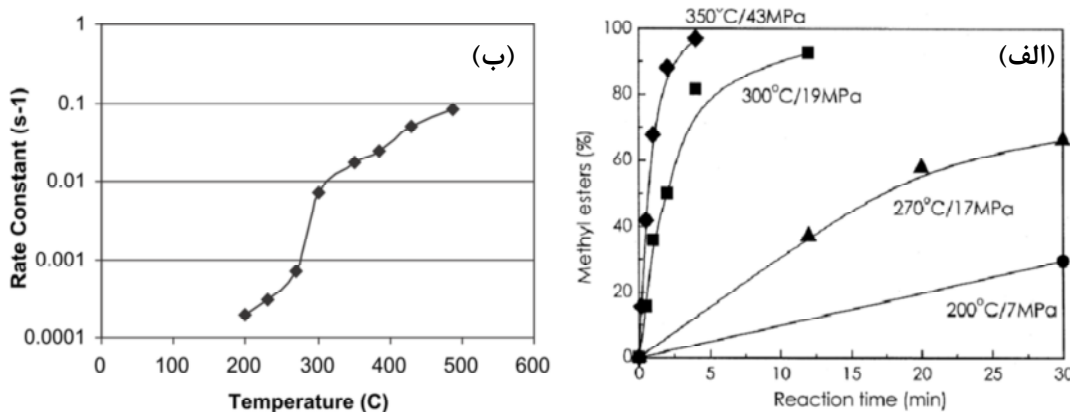 (ب)
Rate Constant (s-1)
1
0.1
0.01
0.001
0.0001
0 100 200 300 400 500 600
Temperature (C)
(الف)
350°C/43MPa
300°C/19MPa
270°C/17MPa
200°C/7MPa
Methyl esters (%)
100
80
60
40
20
0
0 5 10 15 20 25 30
Reaction time (min)